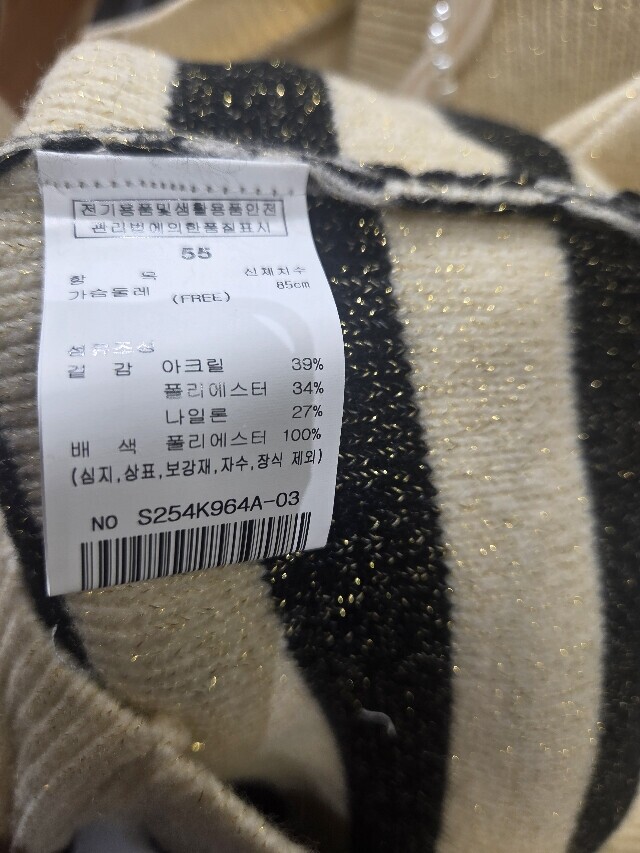 전기용품및생활용품안전
관리법에의한품질표시
55
항 목 신체치수
가슴둘레 (FREE) 85cm
섬유조성
겉 감 아크릴 39%
폴리에스터 34%
나일론 27%
배 색 폴리에스터 100%
(심지,상표,보강재,자수,장식 제외)
NO S254K964A-03